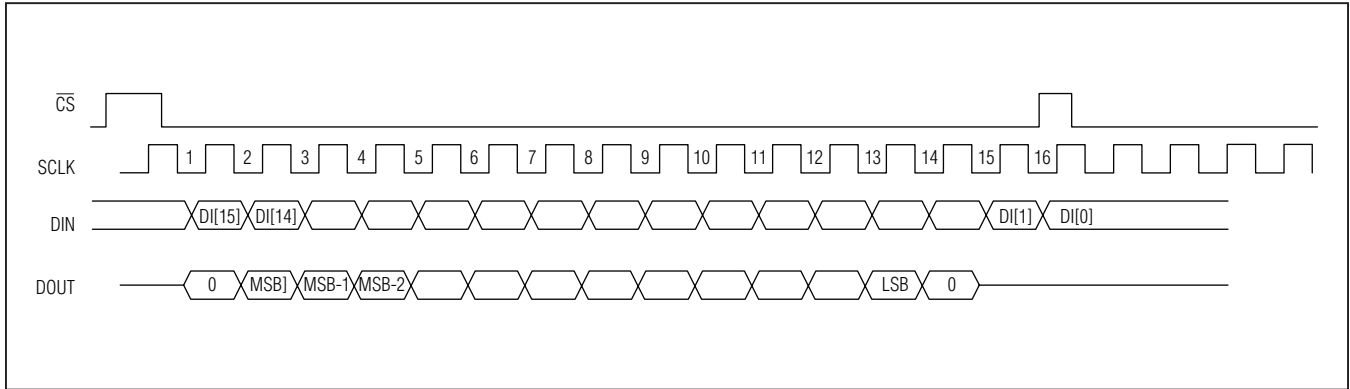 C̅S̅
SCLK 1 2 3 4 5 6 7 8 9 10 11 12 13 14 15 16
DIN DI[15] DI[14] DI[1] DI[0]
DOUT 0 MSB] MSB-1 MSB-2 LSB 0